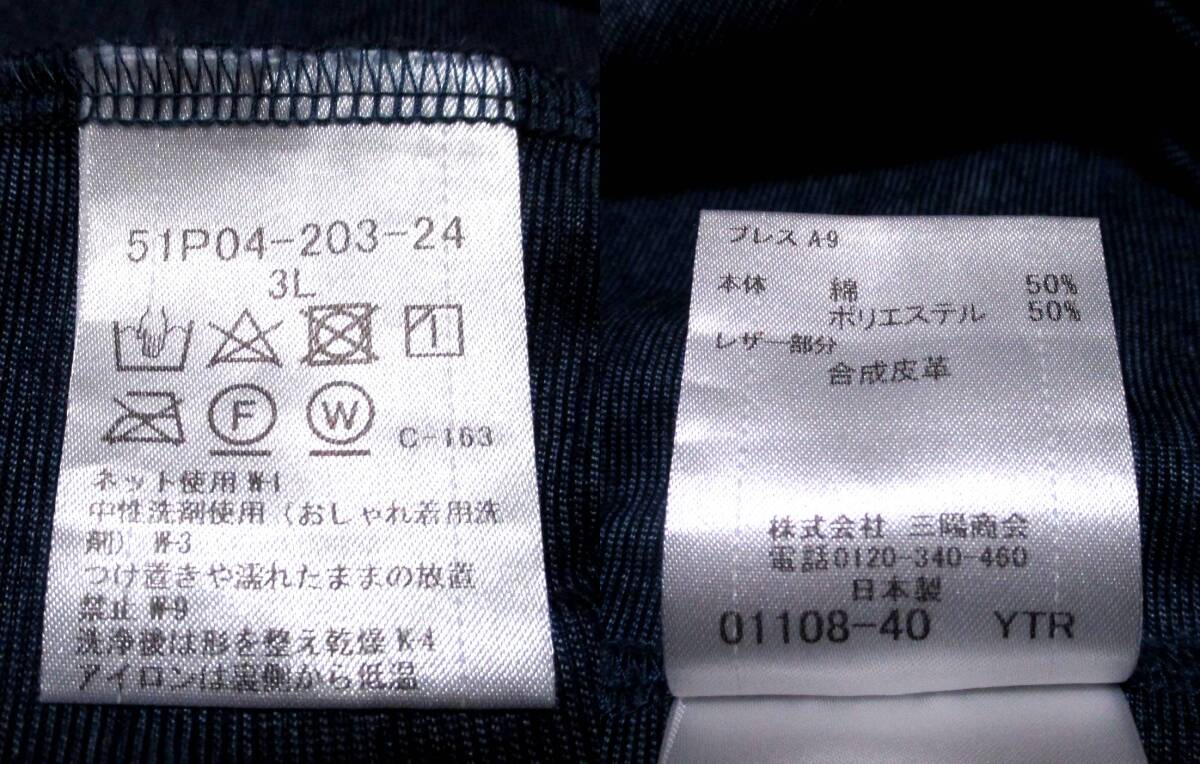 51P04-203-24
3L
F W C-163
ネット使用 W-1
中性洗剤使用（おしゃれ着用洗
剤） W-3
つけ置きや濡れたままの放置
禁止 W-9
洗浄後は形を整え乾燥 K-4
アイロンは裏側から低温
プレス A-9
本体 綿 50%
ポリエステル 50%
レザー部分
合成皮革
株式会社 三陽商会
電話0120-340-460
日本製
01108-40 YTR